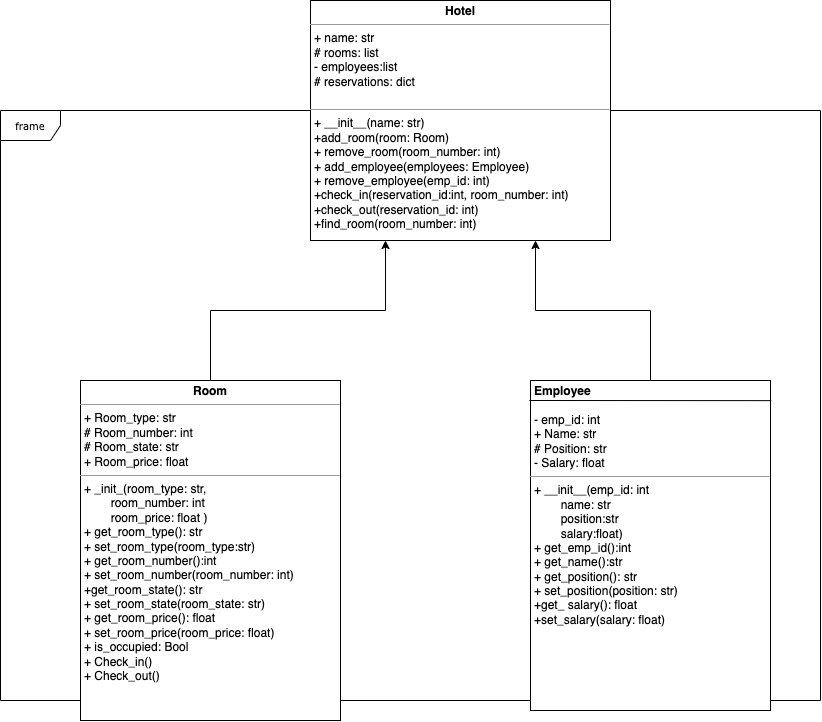 Hotel
+ name: str
# rooms: list
- employees:list
# reservations: dict
+ __init__(name: str)
+add_room(room: Room)
+ remove_room(room_number: int)
+ add_employee(employees: Employee)
+ remove_employee(emp_id: int)
+check_in(reservation_id:int, room_number: int)
+check_out(reservation_id: int)
+find_room(room_number: int)
frame
Room
+ Room_type: str
# Room_number: int
# Room_state: str
+ Room_price: float
+ _init_(room_type: str,
room_number: int
room_price: float )
+ get_room_type(): str
+ set_room_type(room_type:str)
+ get_room_number():int
+ set_room_number(room_number: int)
+get_room_state(): str
+ set_room_state(room_state: str)
+ get_room_price(): float
+ set_room_price(room_price: float)
+ is_occupied: Bool
+ Check_in()
+ Check_out()
Employee
- emp_id: int
+ Name: str
# Position: str
- Salary: float
+ __init__(emp_id: int
name: str
position:str
salary:float)
+ get_emp_id():int
+ get_name():str
+ get_position(): str
+ set_position(position: str)
+get_ salary(): float
+set_salary(salary: float)